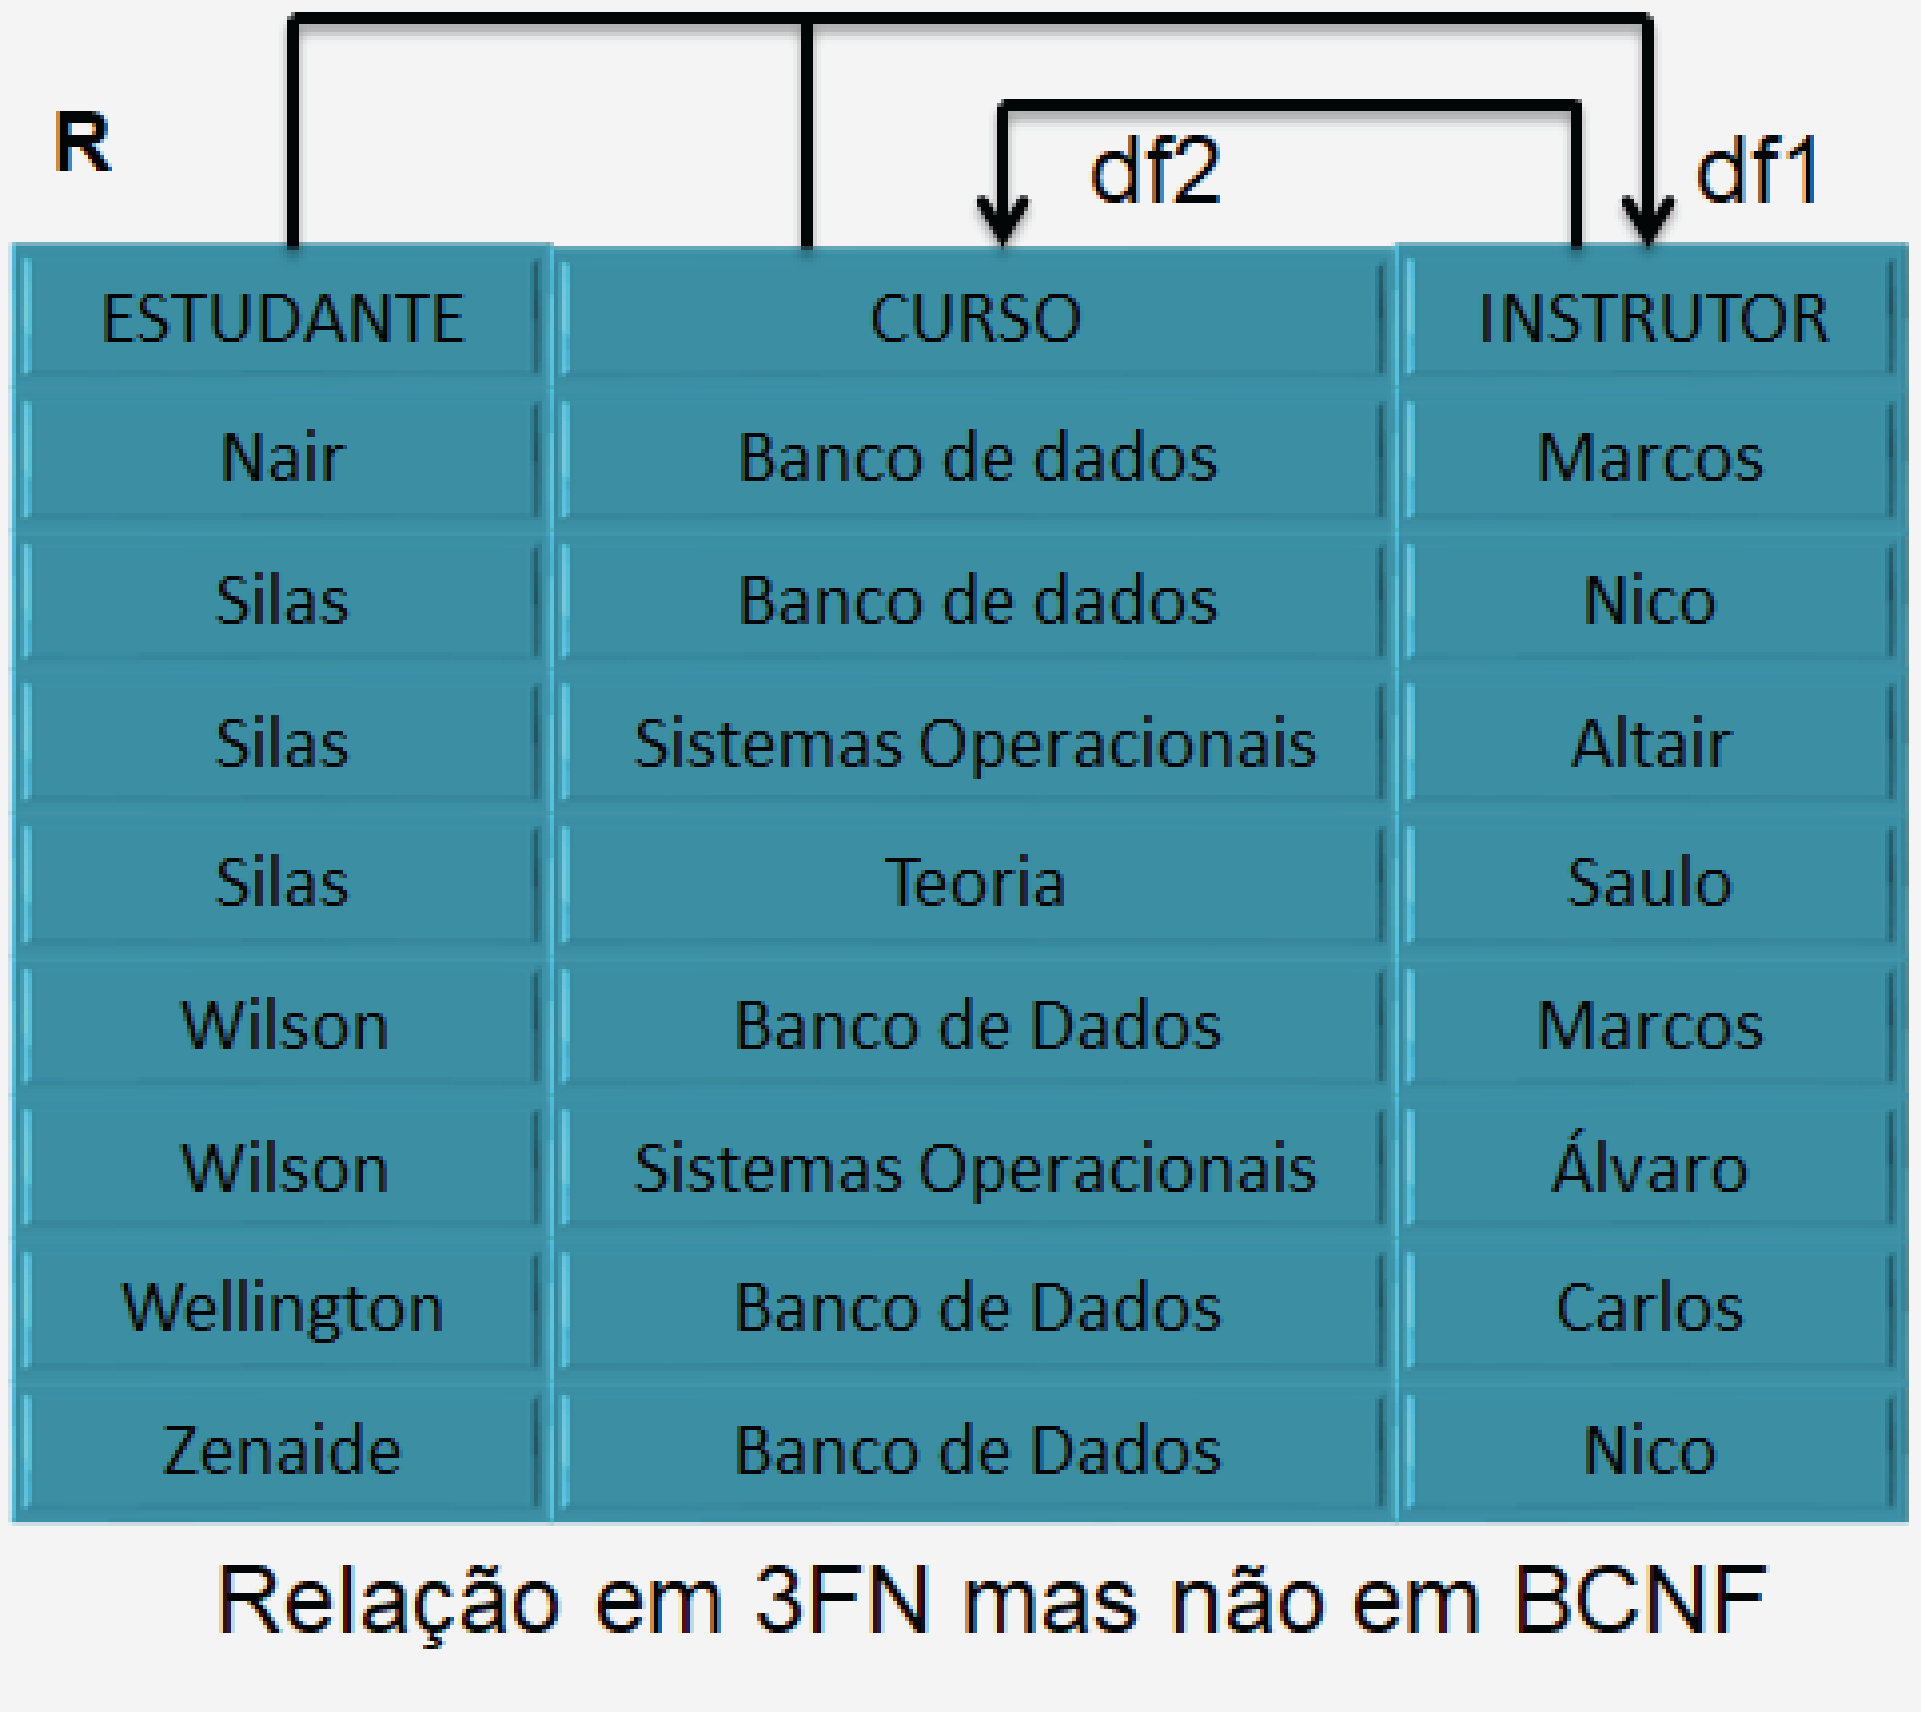 R
df2 df1
ESTUDANTE CURSO INSTRUTOR
Nair Banco de dados Marcos
Silas Banco de dados Nico
Silas Sistemas Operacionais Altair
Silas Teoria Saulo
Wilson Banco de Dados Marcos
Wilson Sistemas Operacionais Álvaro
Wellington Banco de Dados Carlos
Zenaide Banco de Dados Nico
Relação em 3FN mas não em BCNF